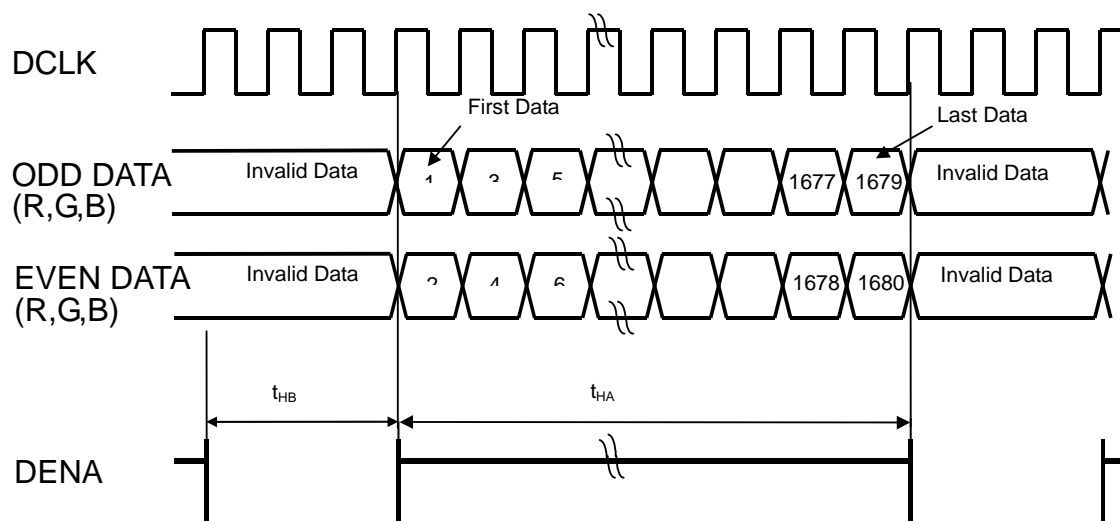 DCLK
First Data
Last Data
ODD DATA
(R,G,B)
Invalid Data
1
3
5
1677
1679
Invalid Data
EVEN DATA
(R,G,B)
Invalid Data
2
4
6
1678
1680
Invalid Data
tHB
tHA
DENA